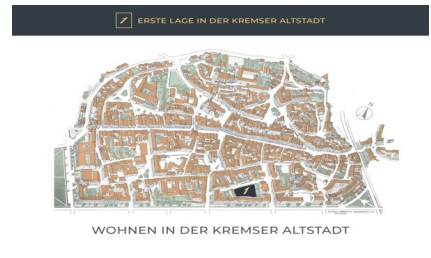 ERSTE LAGE IN DER KREMSER ALTSTADT
N
WOHNEN IN DER KREMSER ALTSTADT